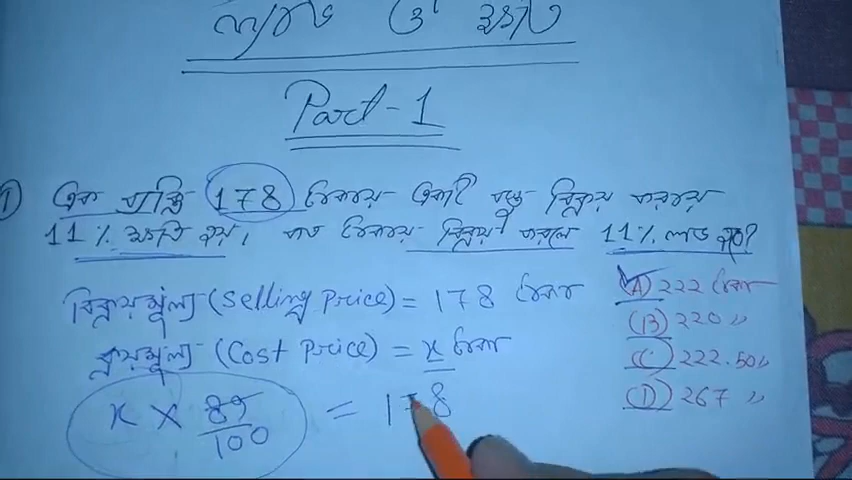 লাভ ও ক্ষতি
Part-1
1) এক ব্যক্তি 178 টাকায় একটি বস্তু বিক্রয় করায়
11% ক্ষতি হয়। কত টাকায় বিক্রয় করলে 11% লাভ হত?
বিক্রয়মূল্য (Selling Price) = 178 টাকা
ক্রয়মূল্য (Cost Price) = x টাকা
x × 89/100 = 178
(A) 222 টাকা
(B) 220 "
(C) 222.50 "
(D) 267 "